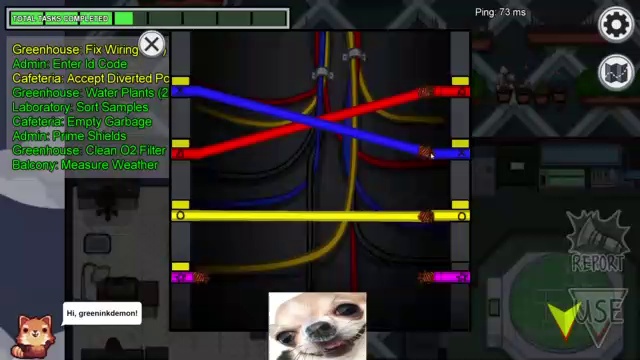 TOTAL TASKS COMPLETED
Ping: 73 ms
Greenhouse: Fix Wiring
Admin: Enter Id Code
Cafeteria: Accept Diverted Po
Greenhouse: Water Plants (2
Laboratory: Sort Samples
Cafeteria: Empty Garbage
Admin: Prime Shields
Greenhouse: Clean O2 Filter
Balcony: Measure Weather
REPORT
USE
Hi, greeninkdemon!